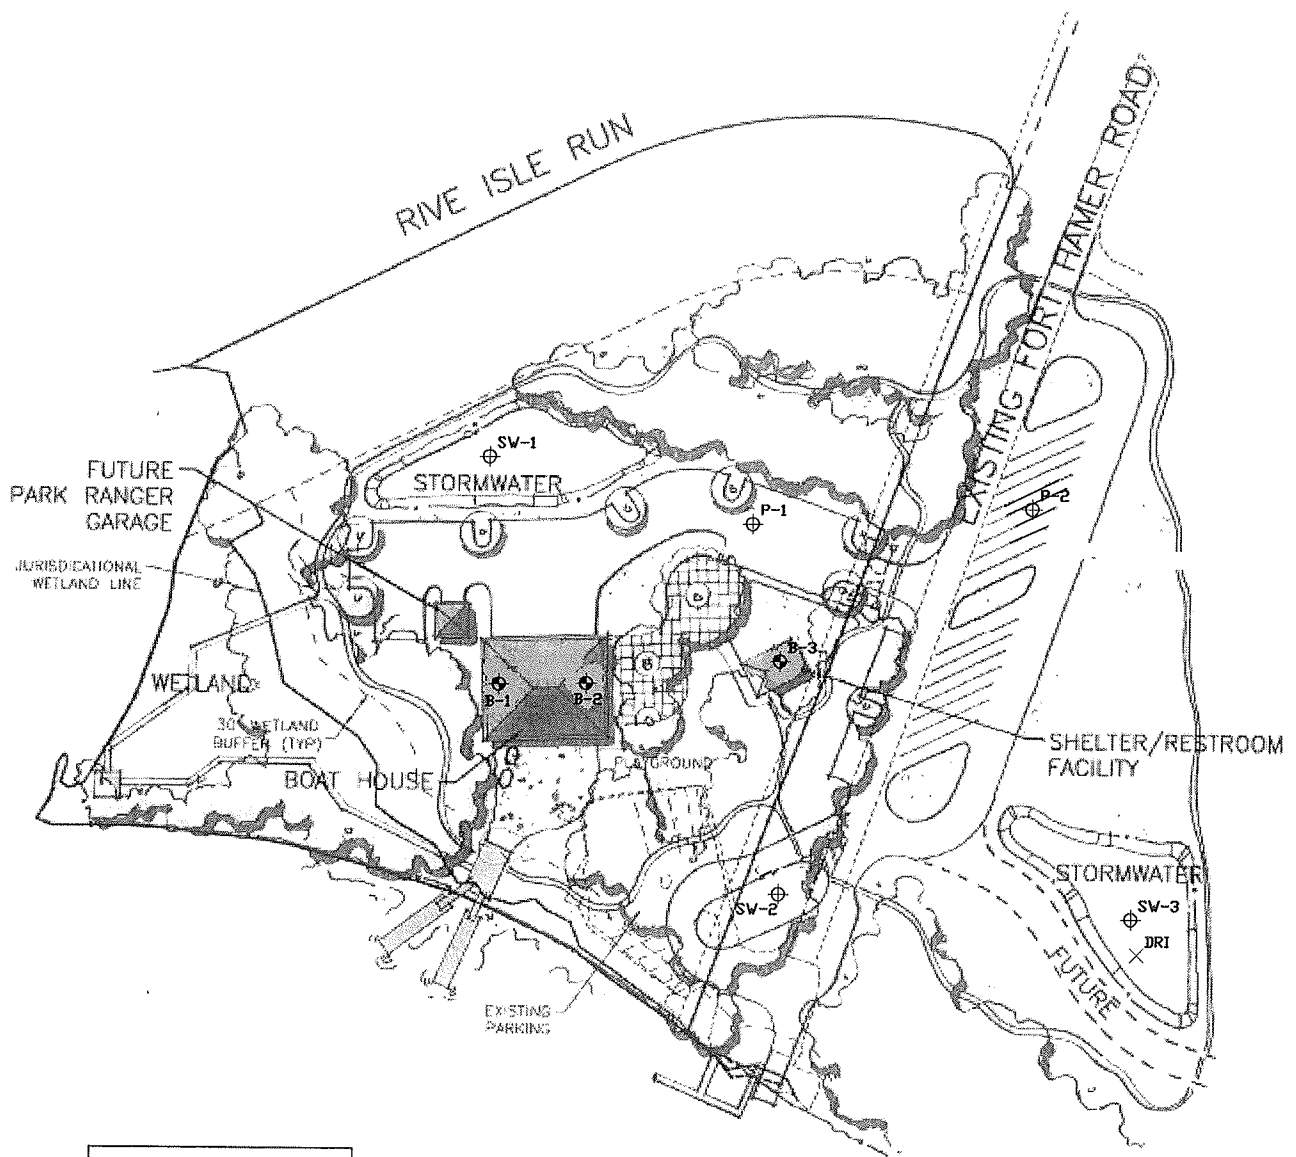 RIVE ISLE RUN
EXISTING FORT HAMER ROAD
SW-1
STORMWATER
FUTURE
PARK RANGER
GARAGE
P-1
P-2
JURISDICATIONAL
WETLAND LINE
B-3
WETLAND
B-1
B-2
30' WETLAND
BUFFER (TYP)
BOAT HOUSE
PLAYGROUND
SHELTER/RESTROOM
FACILITY
STORMWATER
SW-2
SW-3
DRI
FUTURE
EXISTING
PARKING